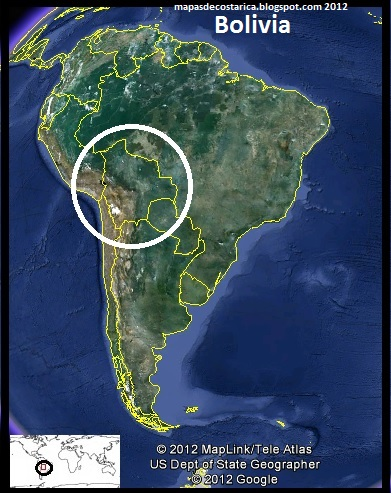 mapasdecostarica.blogspot.com 2012
Bolivia
© 2012 MapLink/Tele Atlas
US Dept of State Geographer
© 2012 Google